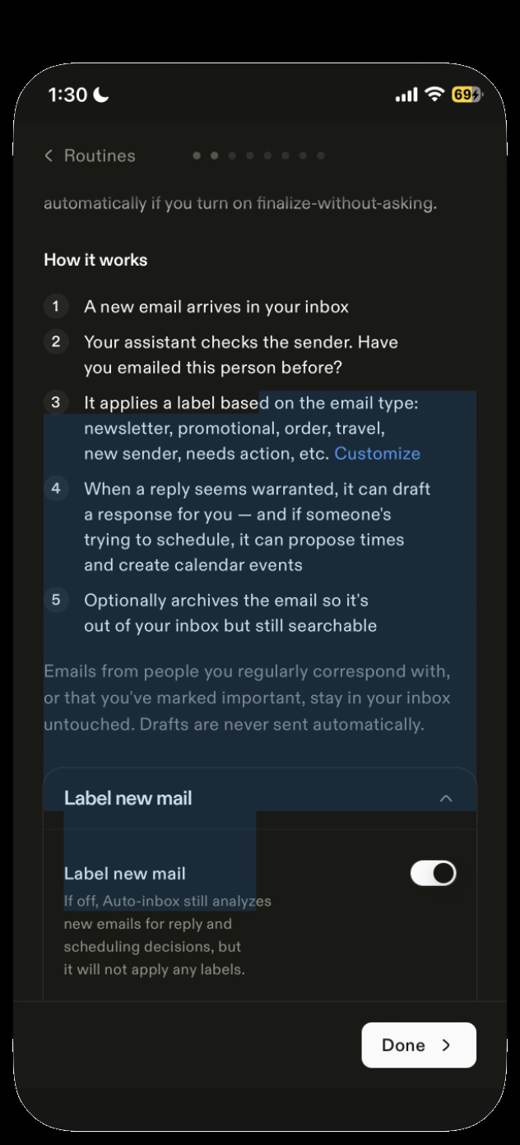 1:30
69
Routines
automatically if you turn on finalize-without-asking.
How it works
1 A new email arrives in your inbox
2 Your assistant checks the sender. Have
you emailed this person before?
3 It applies a label based on the email type:
newsletter, promotional, order, travel,
new sender, needs action, etc. Customize
4 When a reply seems warranted, it can draft
a response for you — and if someone's
trying to schedule, it can propose times
and create calendar events
5 Optionally archives the email so it's
out of your inbox but still searchable
Emails from people you regularly correspond with,
or that you've marked important, stay in your inbox
untouched. Drafts are never sent automatically.
Label new mail
Label new mail
If off, Auto-inbox still analyzes
new emails for reply and
scheduling decisions, but
it will not apply any labels.
Done